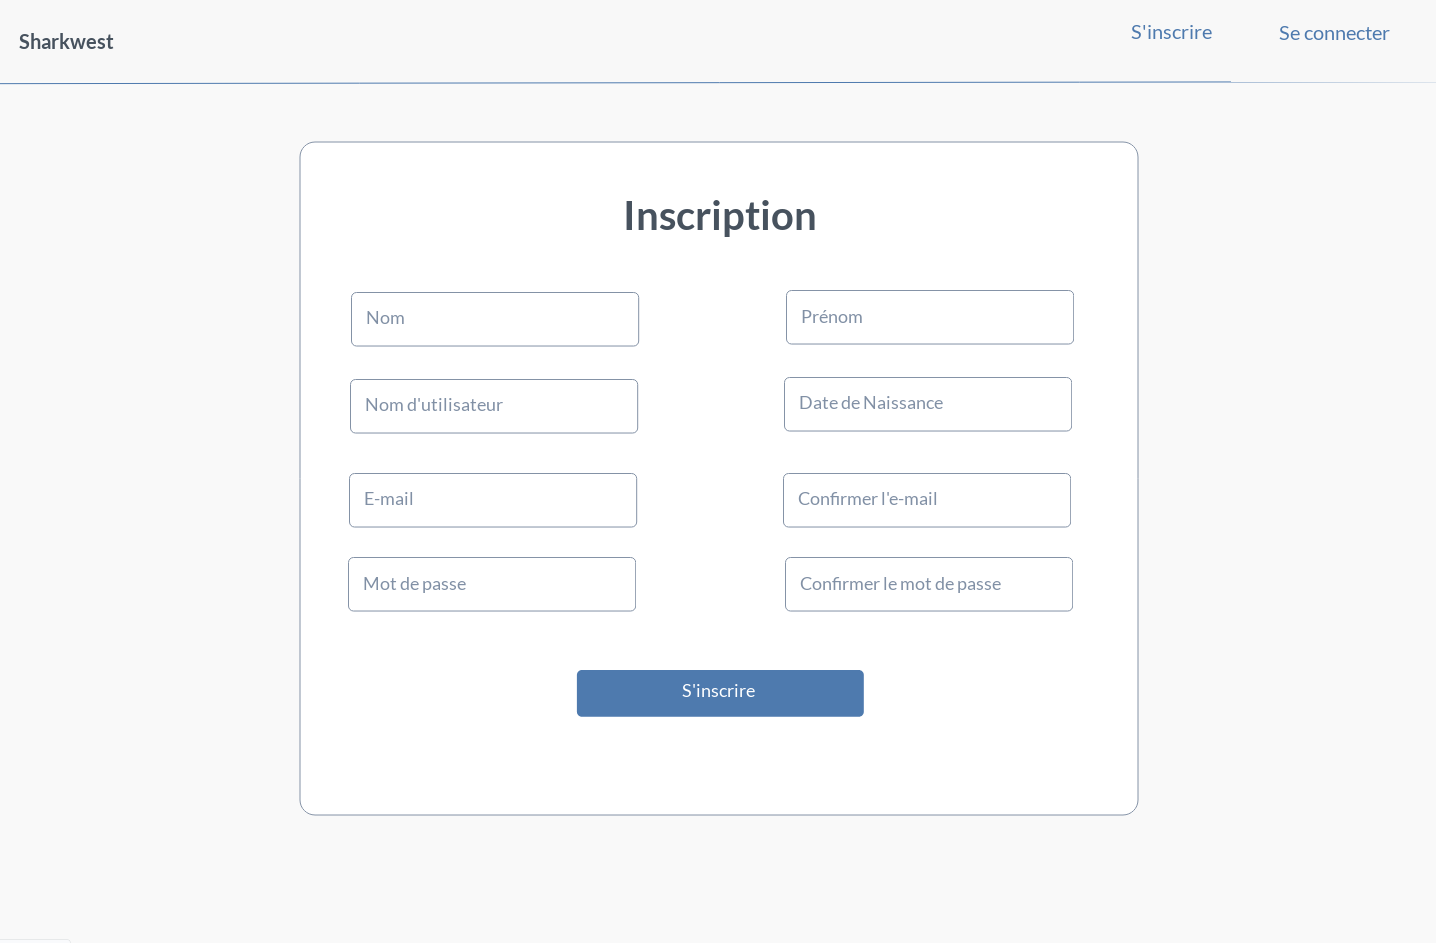 Sharkwest
S'inscrire
Se connecter
Inscription
Nom
Prénom
Nom d'utilisateur
Date de Naissance
E-mail
Confirmer l'e-mail
Mot de passe
Confirmer le mot de passe
S'inscrire